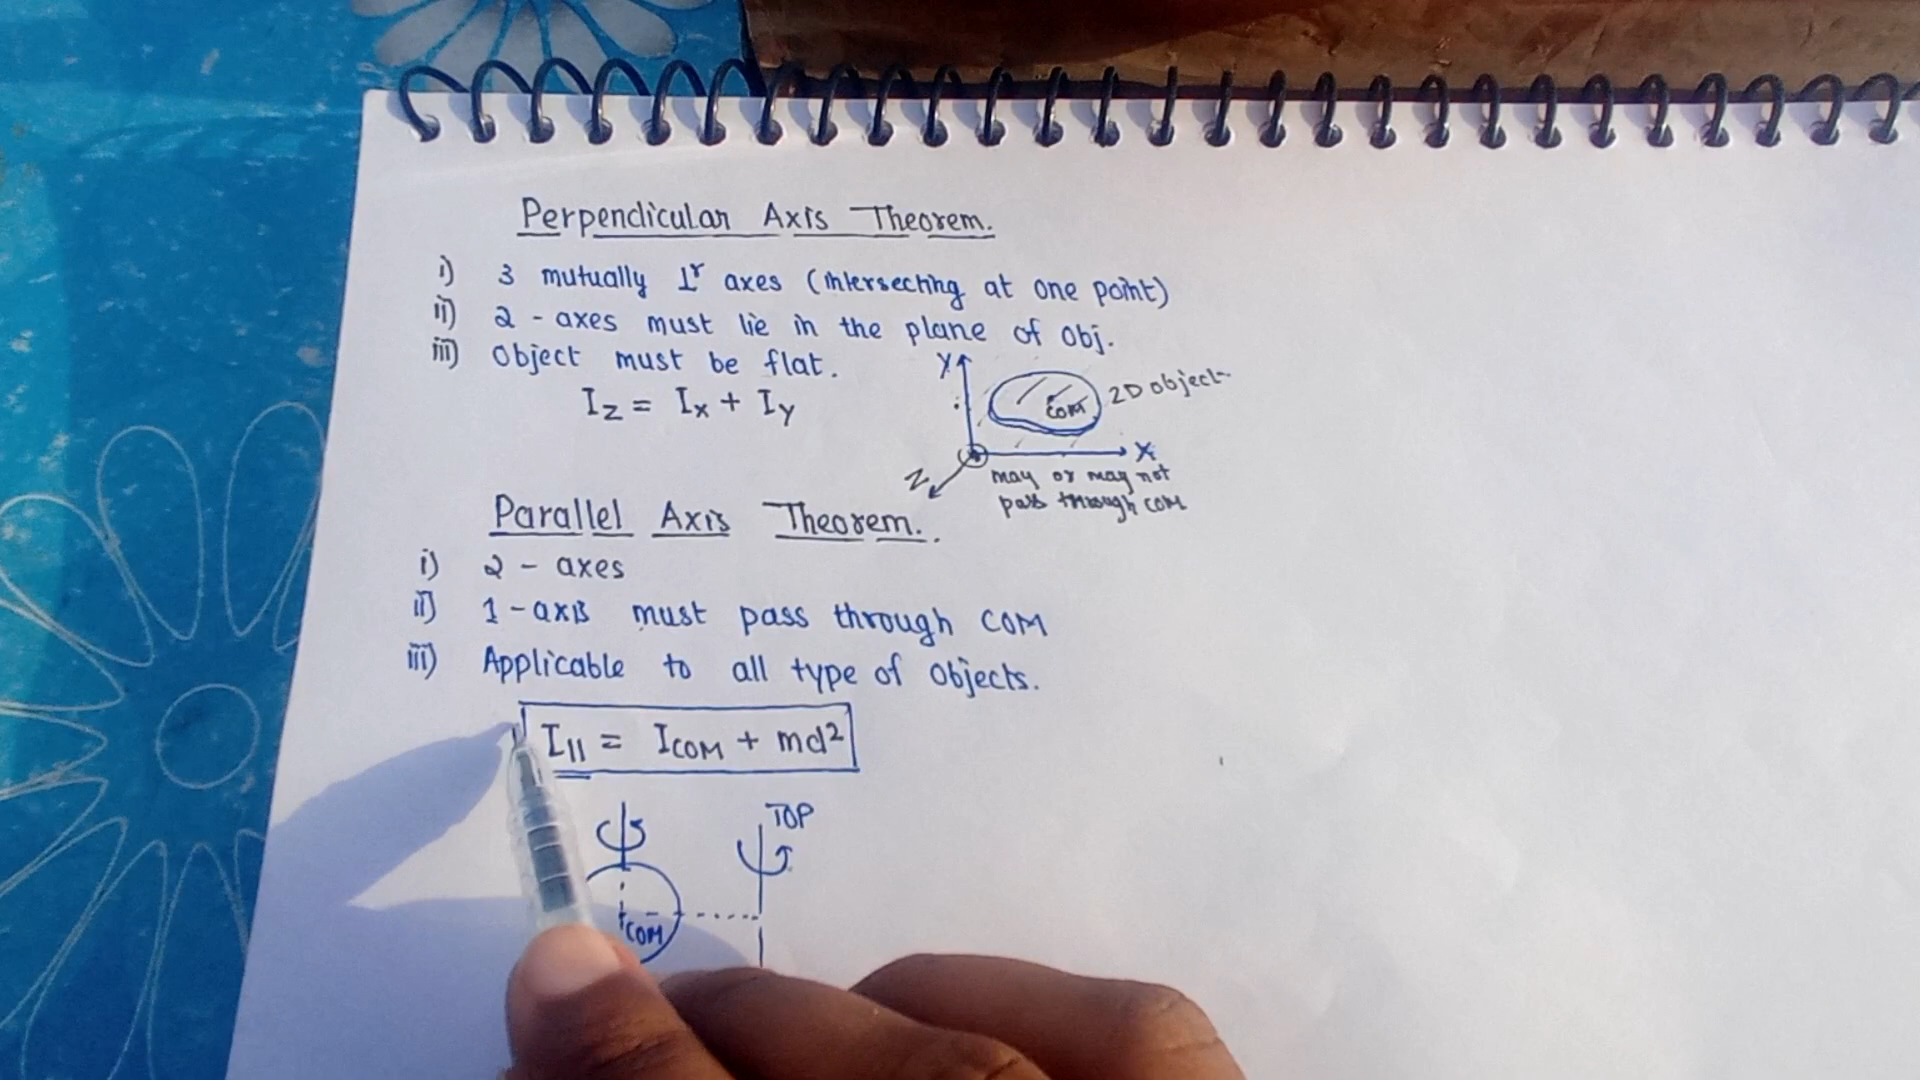 Perpendicular Axis Theorem.
i) 3 mutually ⊥r axes (intersecting at one point)
ii) 2 - axes must lie in the plane of obj.
iii) Object must be flat.
Iz = Ix + Iy
Y
COM
2D object
X
Z
may or may not
pass through COM
Parallel Axis Theorem.
i) 2 - axes
ii) 1 - axis must pass through COM
iii) Applicable to all type of Objects.
I|| = ICOM + md²
TOP
COM